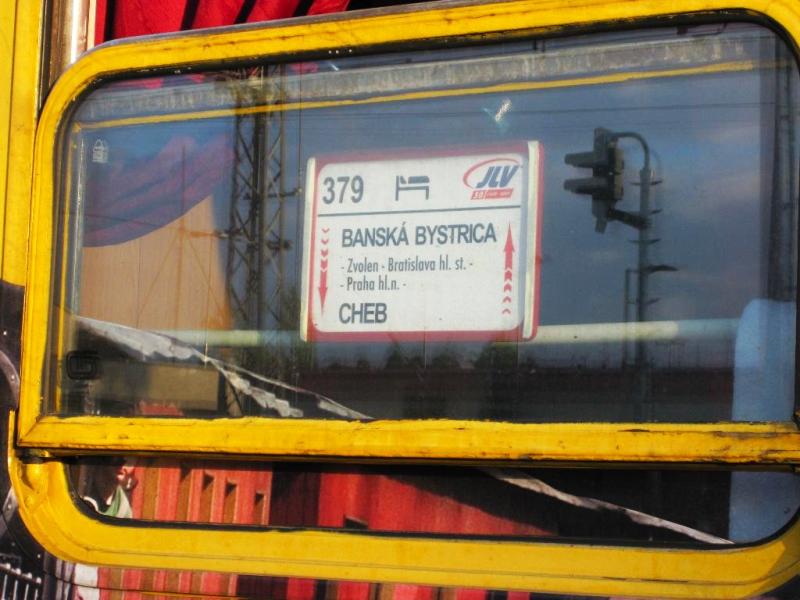 379
JLV
BANSKÁ BYSTRICA
- Zvolen - Bratislava hl. st. -
- Praha hl.n. -
CHEB